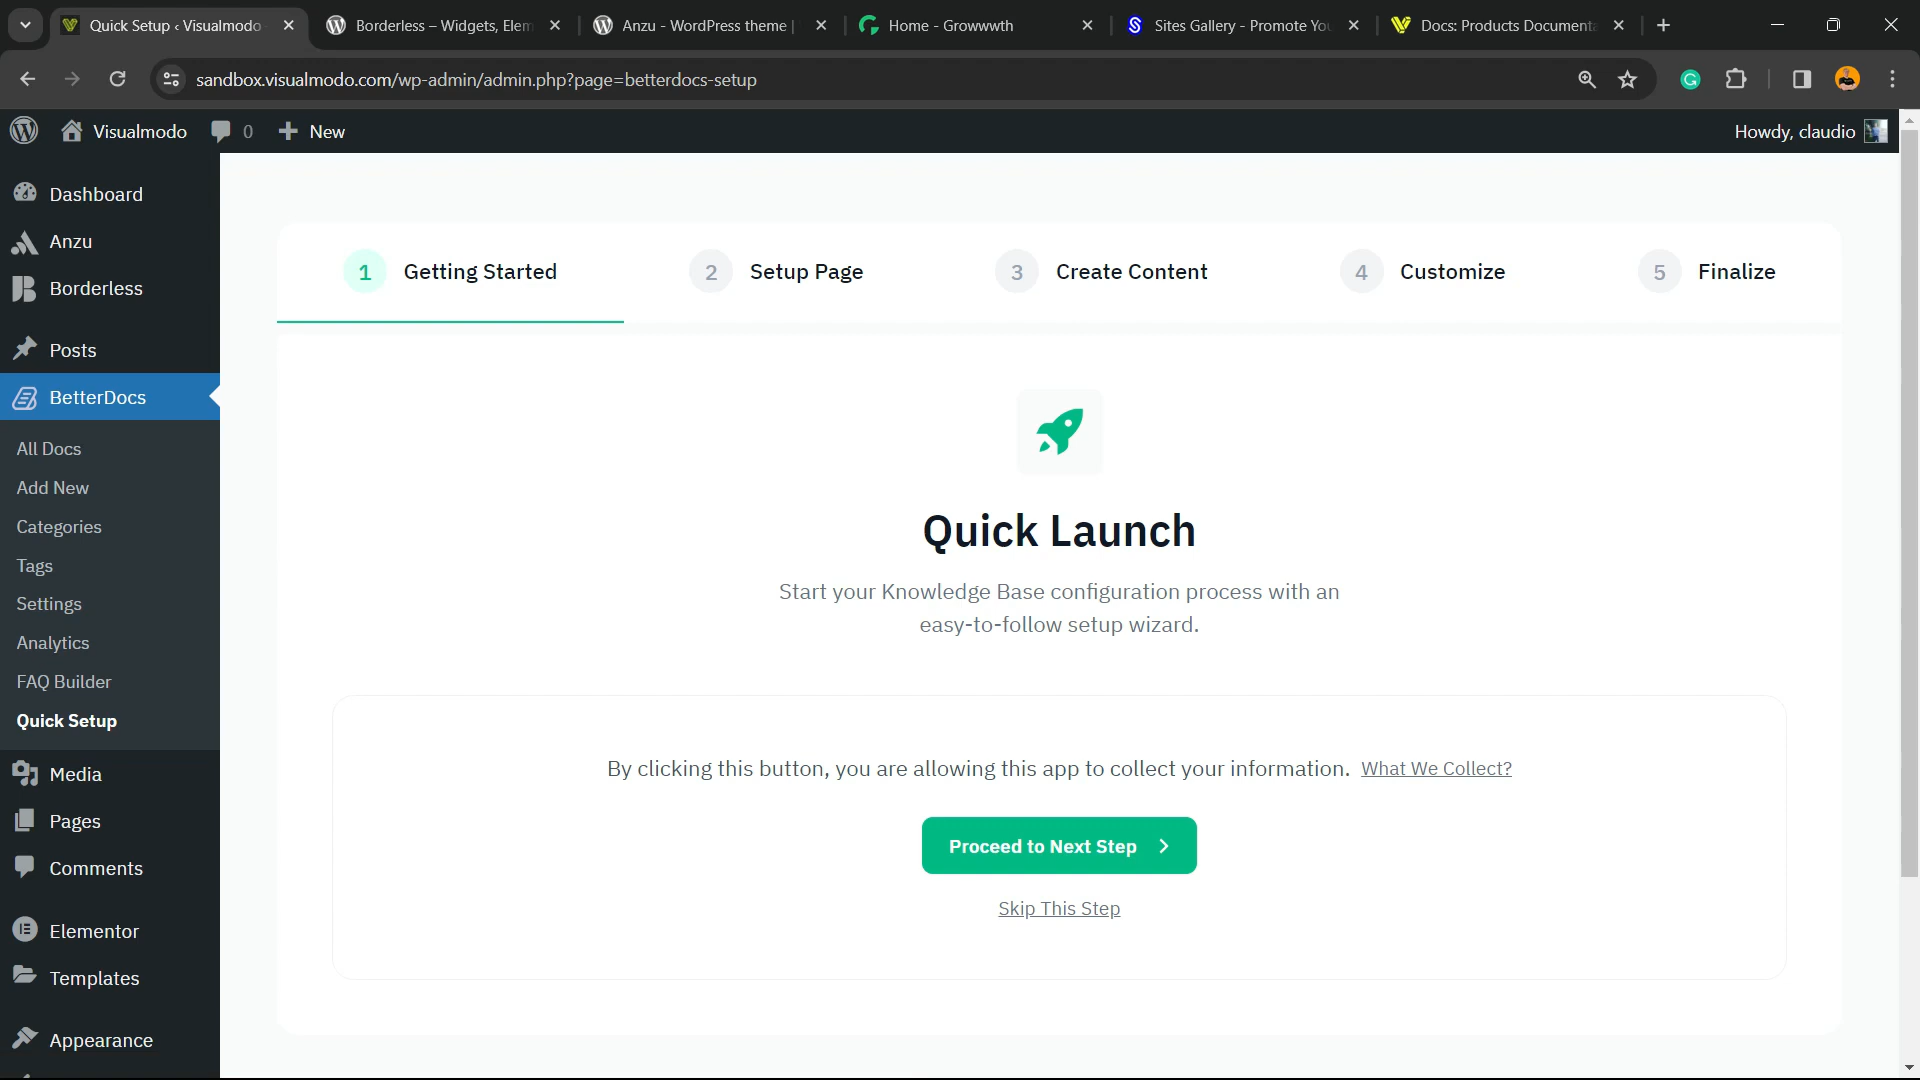 Quick Setup ‹ Visualmodo
Borderless – Widgets, Elem
Anzu - WordPress theme |
Home - Growwwth
Sites Gallery - Promote You
Docs: Products Documenta
sandbox.visualmodo.com/wp-admin/admin.php?page=betterdocs-setup
Visualmodo
0
New
Howdy, claudio
Dashboard
Anzu
Borderless
Posts
BetterDocs
All Docs
Add New
Categories
Tags
Settings
Analytics
FAQ Builder
Quick Setup
Media
Pages
Comments
Elementor
Templates
Appearance
1 Getting Started
2 Setup Page
3 Create Content
4 Customize
5 Finalize
Quick Launch
Start your Knowledge Base configuration process with an
easy-to-follow setup wizard.
By clicking this button, you are allowing this app to collect your information. What We Collect?
Proceed to Next Step
Skip This Step